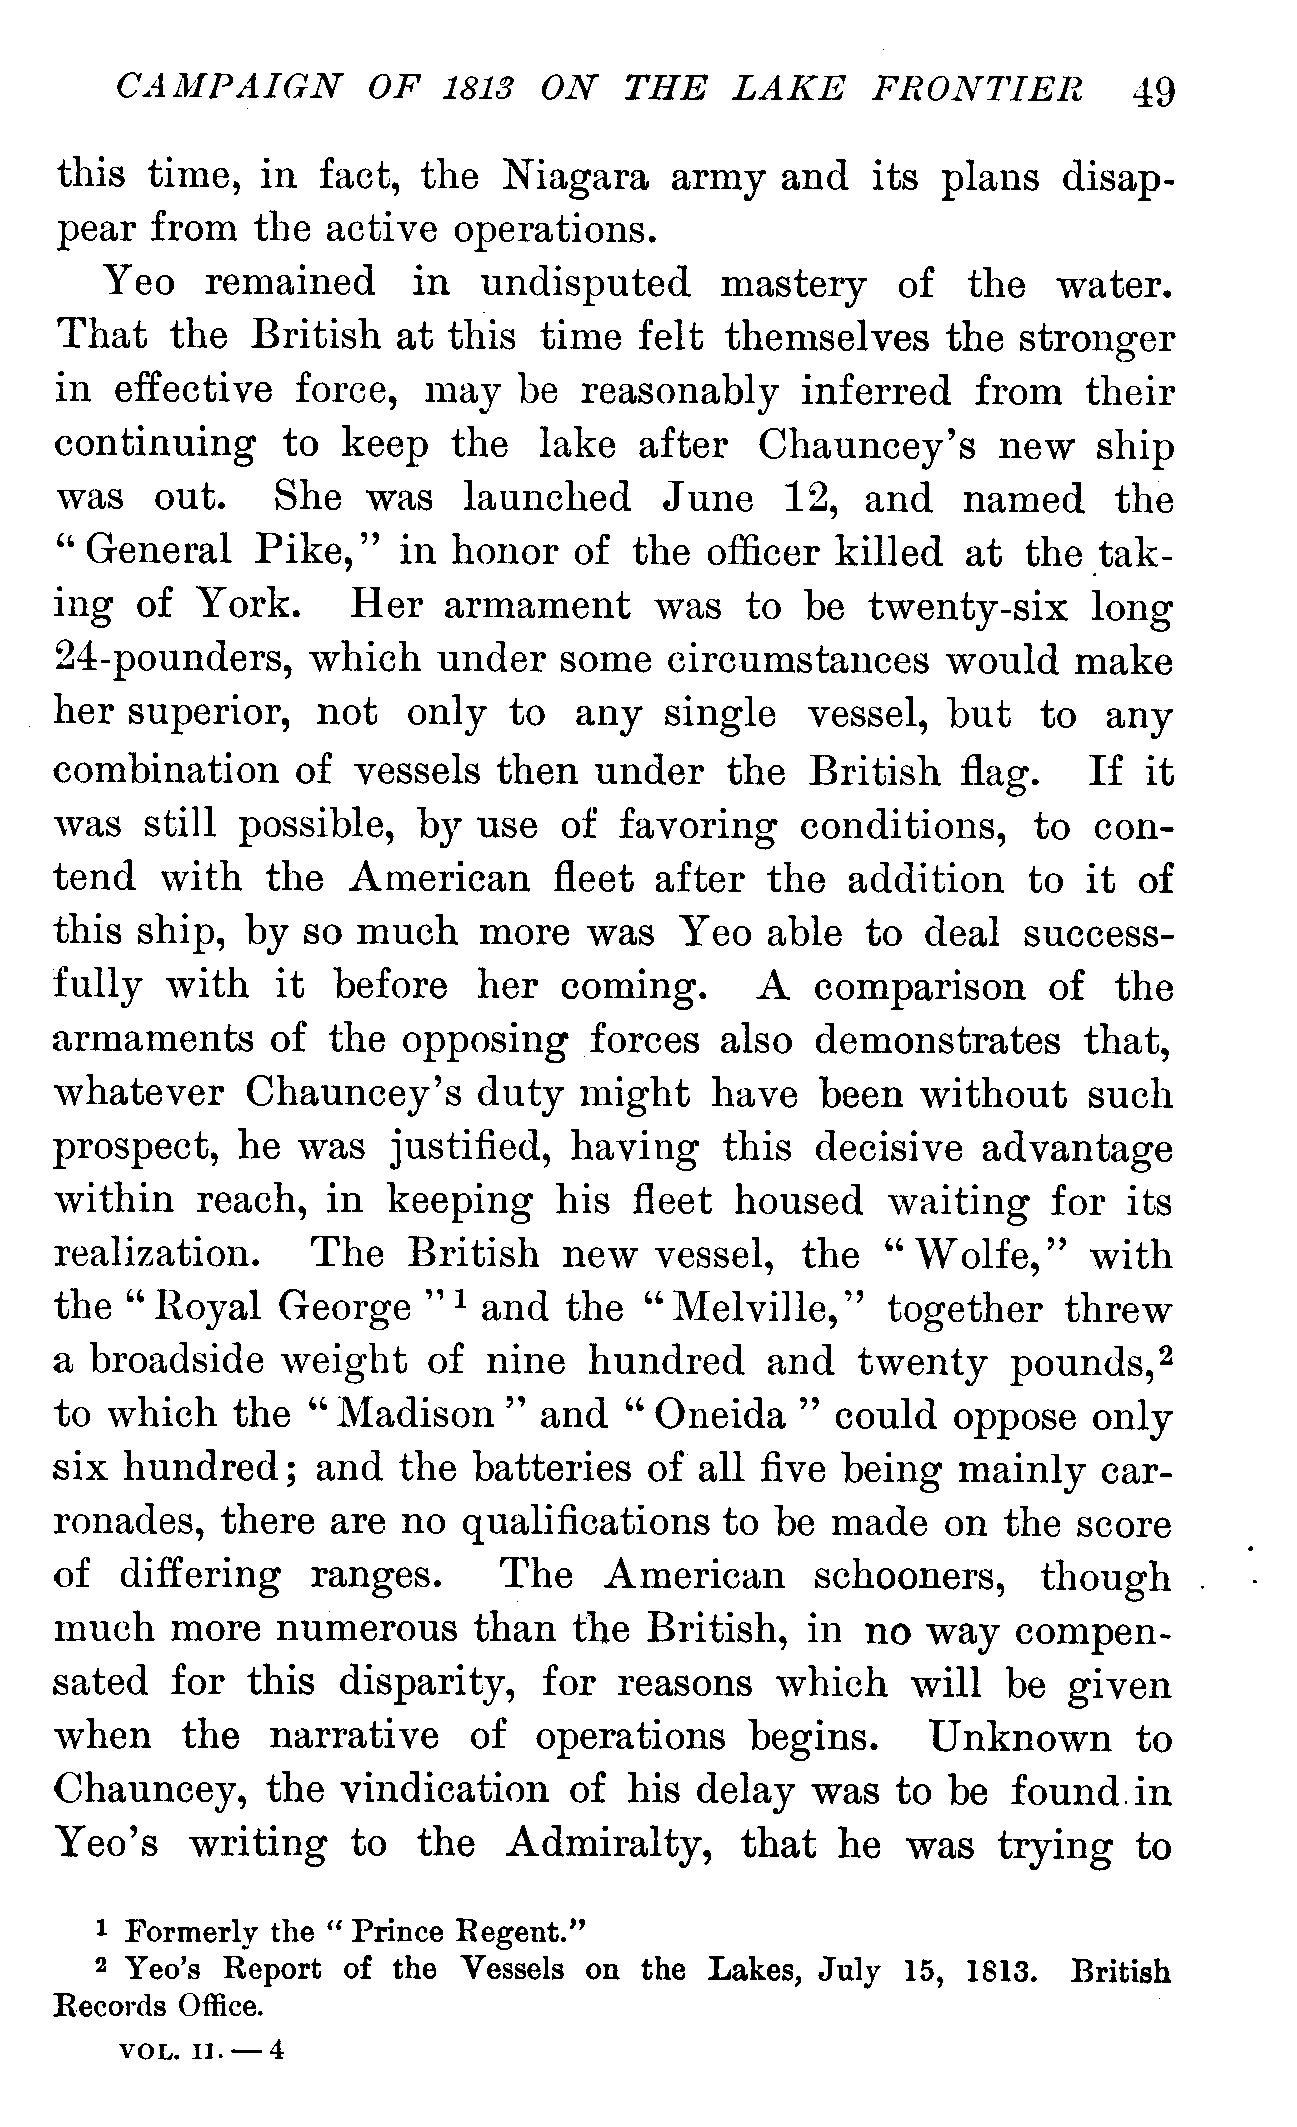 CAMPAIGN OF 1813 ON THE LAKE FRONTIER 49
this time, in fact, the Niagara army and its plans disap-
pear from the active operations.
Yeo remained in undisputed mastery of the water.
That the British at this time felt themselves the stronger
in effective force, may be reasonably inferred from their
continuing to keep the lake after Chauncey's new ship
was out. She was launched June 12, and named the
"General Pike," in honor of the officer killed at the tak-
ing of York. Her armament was to be twenty-six long
24-pounders, which under some circumstances would make
her superior, not only to any single vessel, but to any
combination of vessels then under the British flag. If it
was still possible, by use of favoring conditions, to con-
tend with the American fleet after the addition to it of
this ship, by so much more was Yeo able to deal success-
fully with it before her coming. A comparison of the
armaments of the opposing forces also demonstrates that,
whatever Chauncey's duty might have been without such
prospect, he was justified, having this decisive advantage
within reach, in keeping his fleet housed waiting for its
realization. The British new vessel, the "Wolfe," with
the "Royal George"¹ and the "Melville," together threw
a broadside weight of nine hundred and twenty pounds,²
to which the "Madison" and "Oneida" could oppose only
six hundred; and the batteries of all five being mainly car-
ronades, there are no qualifications to be made on the score
of differing ranges. The American schooners, though
much more numerous than the British, in no way compen-
sated for this disparity, for reasons which will be given
when the narrative of operations begins. Unknown to
Chauncey, the vindication of his delay was to be found in
Yeo's writing to the Admiralty, that he was trying to
¹ Formerly the "Prince Regent."
² Yeo's Report of the Vessels on the Lakes, July 15, 1813. British
Records Office.
VOL. II.—4